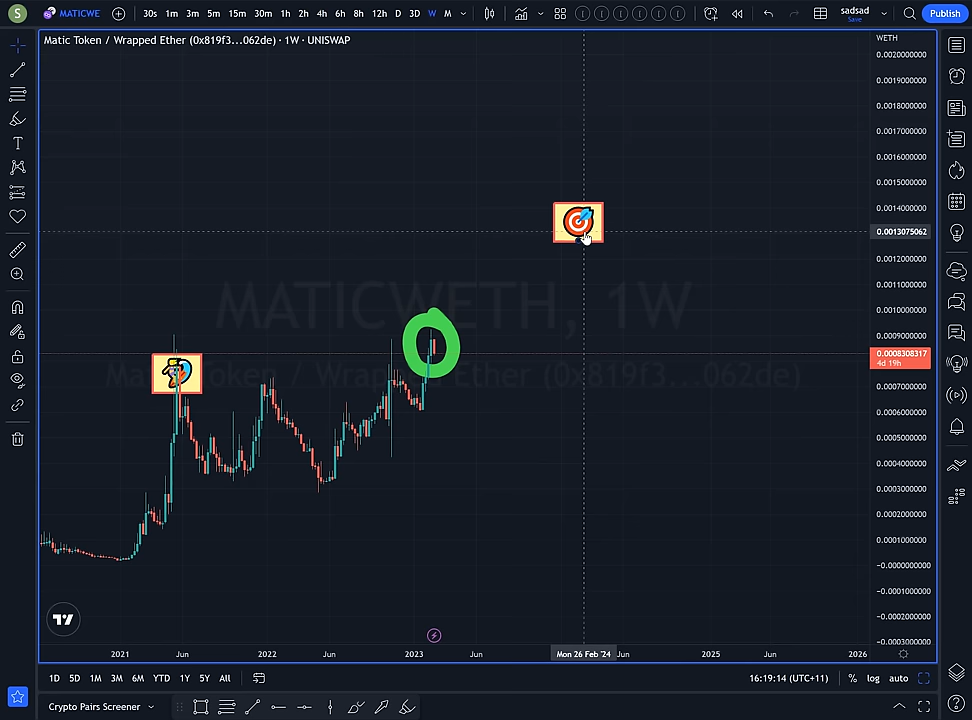 S MATICWE 30s 1m 3m 5m 15m 30m 1h 2h 4h 6h 8h 12h D 3D W M sadsad Save Publish
Matic Token / Wrapped Ether (0x819f3...062de) · 1W · UNISWAP
WETH
0.0020000000
0.0019000000
0.0018000000
0.0017000000
0.0016000000
0.0015000000
0.0014000000
0.0013075062
0.0012000000
0.0011000000
MATICWETH, 1W
0.0010000000
0.0009000000
0.0008308317
4d 19h
Matic Token / Wrapped Ether (0x819f3...062de)
0.0007000000
0.0006000000
0.0005000000
0.0004000000
0.0003000000
0.0002000000
0.0001000000
−0.0000000000
−0.0001000000
−0.0002000000
−0.0003000000
2021 Jun 2022 Jun 2023 Jun Mon 26 Feb '24 Jun 2025 Jun 2026
1D 5D 1M 3M 6M YTD 1Y 5Y All 16:19:14 (UTC+11) % log auto
Crypto Pairs Screener